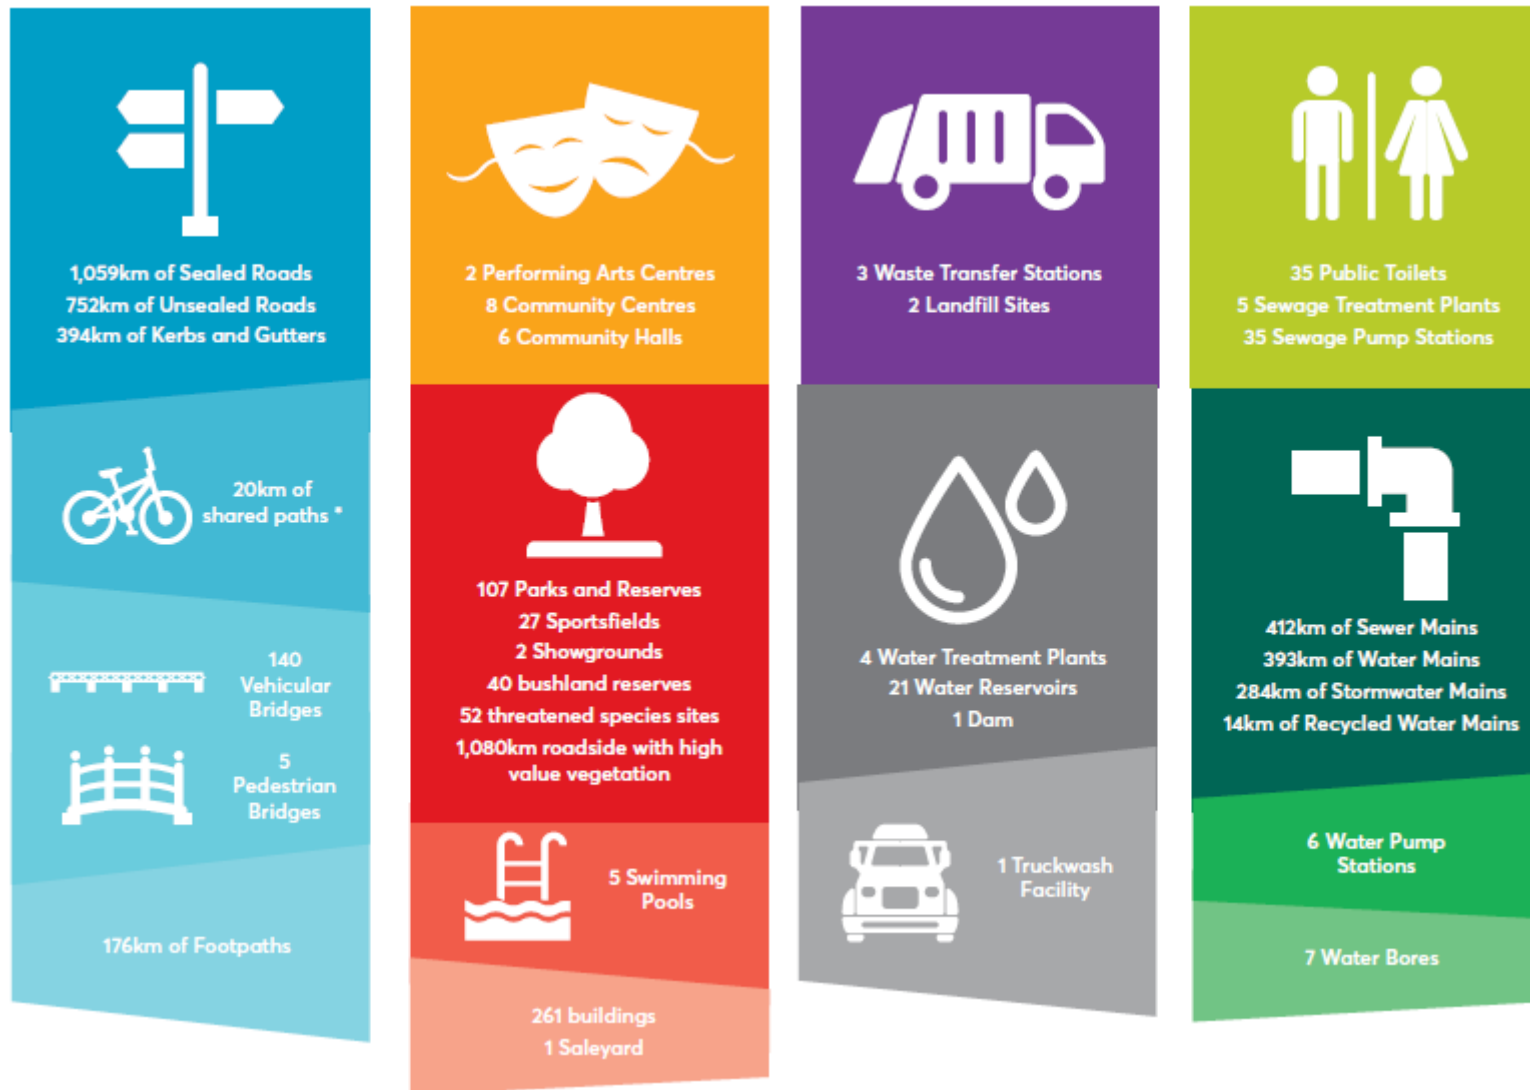 1,059km of Sealed Roads
752km of Unsealed Roads
394km of Kerbs and Gutters
20km of
shared paths *
140
Vehicular
Bridges
5
Pedestrian
Bridges
176km of Footpaths
2 Performing Arts Centres
8 Community Centres
6 Community Halls
107 Parks and Reserves
27 Sportsfields
2 Showgrounds
40 bushland reserves
52 threatened species sites
1,080km roadside with high
value vegetation
5 Swimming
Pools
261 buildings
1 Saleyard
3 Waste Transfer Stations
2 Landfill Sites
4 Water Treatment Plants
21 Water Reservoirs
1 Dam
1 Truckwash
Facility
35 Public Toilets
5 Sewage Treatment Plants
35 Sewage Pump Stations
412km of Sewer Mains
393km of Water Mains
284km of Stormwater Mains
14km of Recycled Water Mains
6 Water Pump
Stations
7 Water Bores